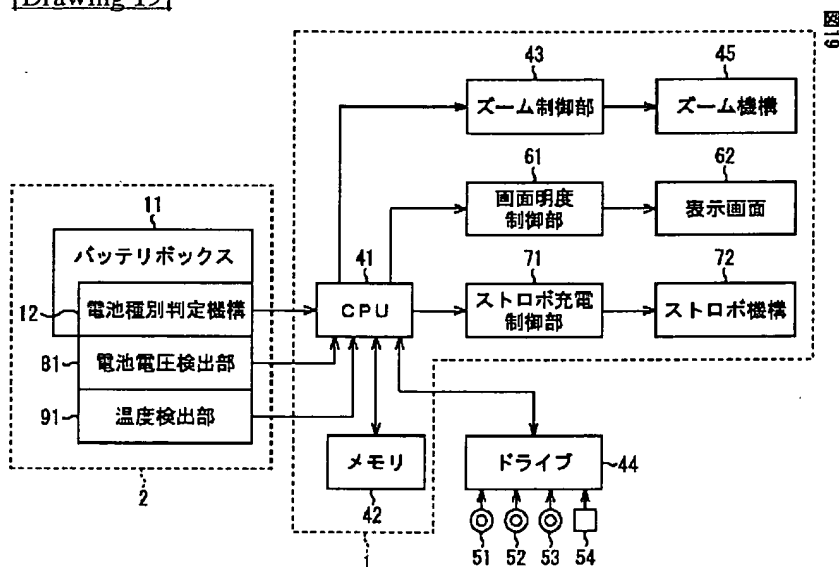 [Drawing 19]
図19
43
ズーム制御部
45
ズーム機構
61
画面明度
制御部
62
表示画面
11
バッテリボックス
12
電池種別判定機構
41
CPU
71
ストロボ充電
制御部
72
ストロボ機構
81
電池電圧検出部
91
温度検出部
2
メモリ
42
ドライブ
44
1
51
52
53
54